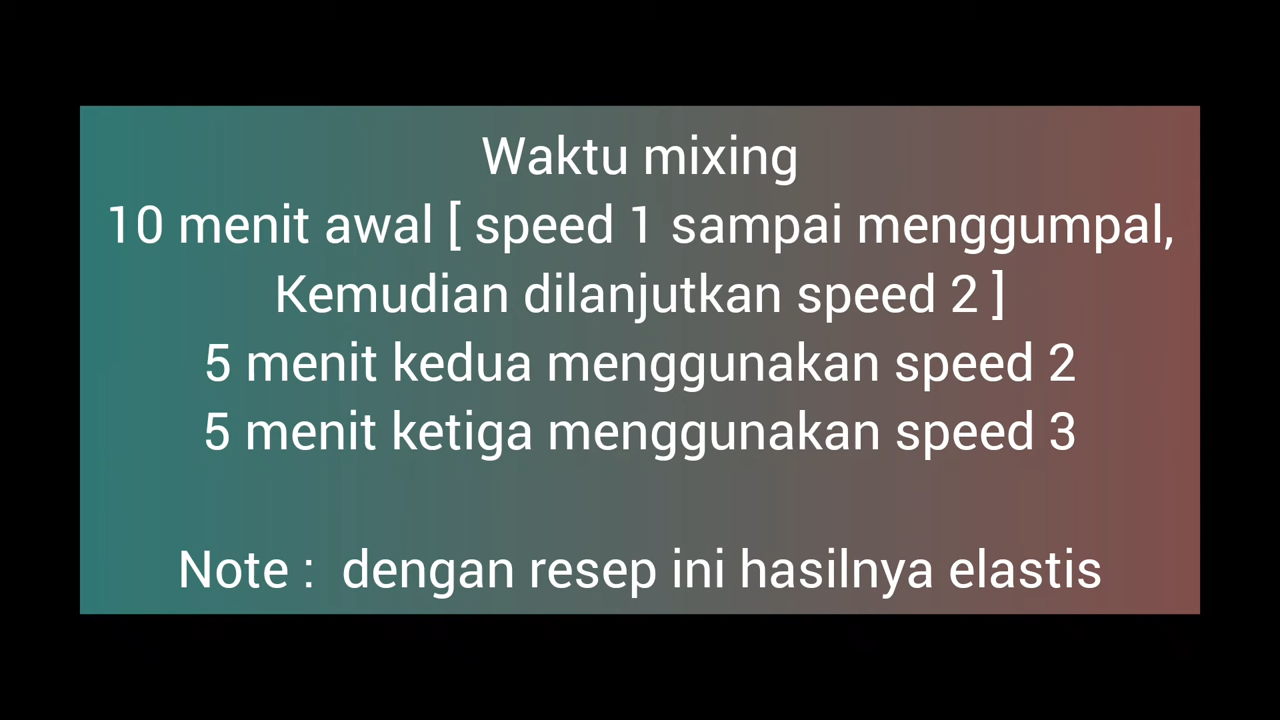 Waktu mixing
10 menit awal [ speed 1 sampai menggumpal,
Kemudian dilanjutkan speed 2 ]
5 menit kedua menggunakan speed 2
5 menit ketiga menggunakan speed 3
Note :  dengan resep ini hasilnya elastis